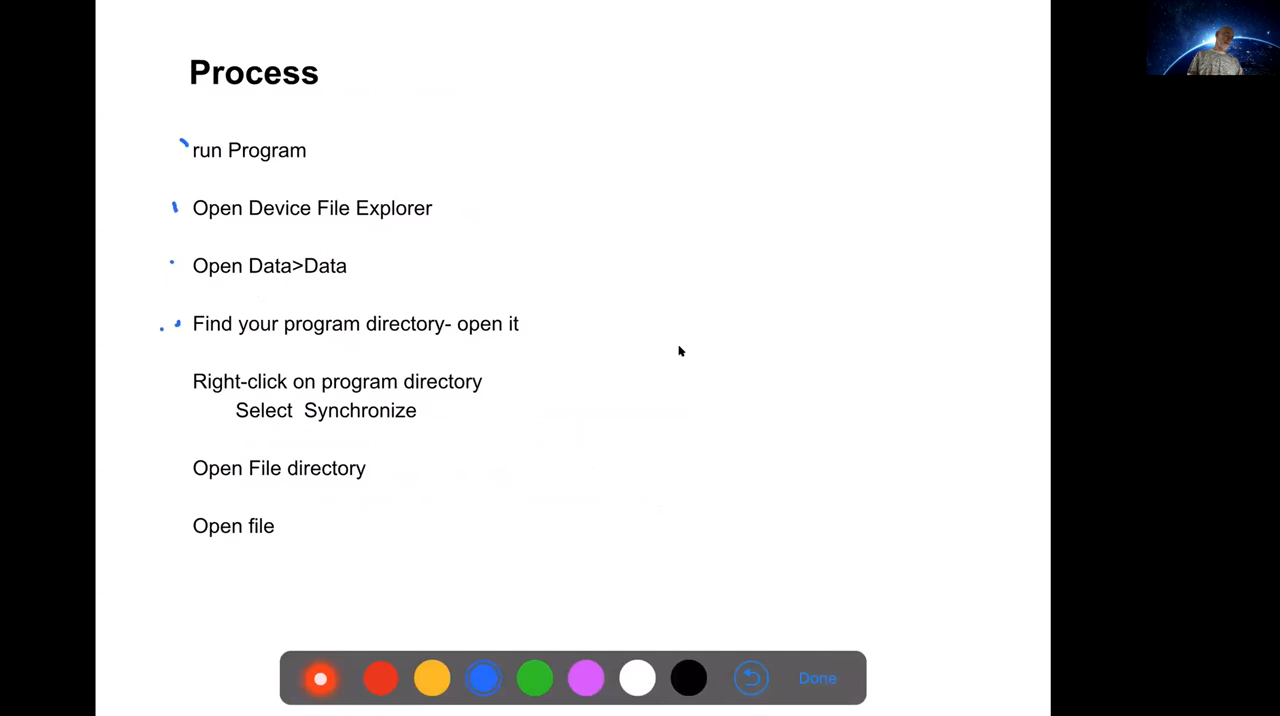 Process
run Program
Open Device File Explorer
Open Data>Data
Find your program directory- open it
Right-click on program directory
Select Synchronize
Open File directory
Open file
Done